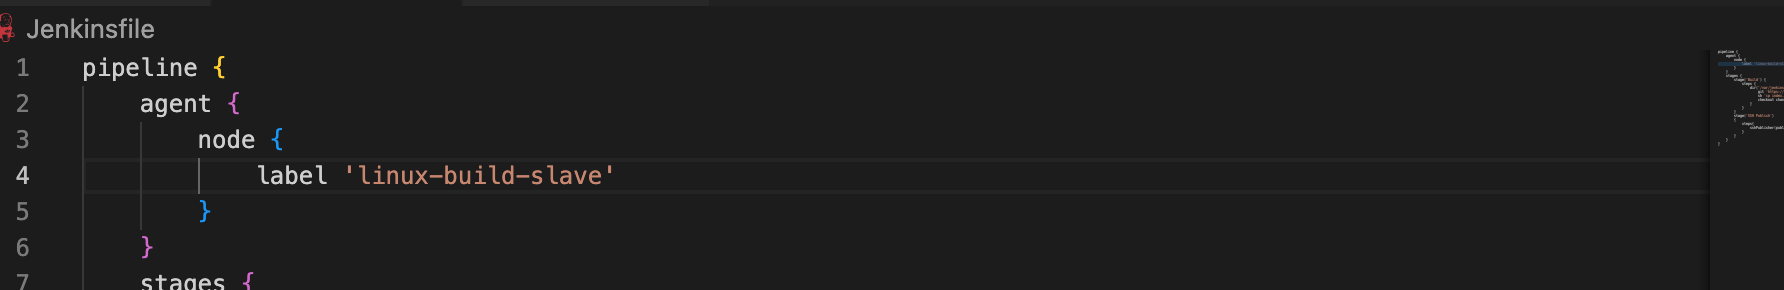 Jenkinsfile
1 pipeline {
2 agent {
3 node {
4 label 'linux-build-slave'
5 }
6 }
7 stages {